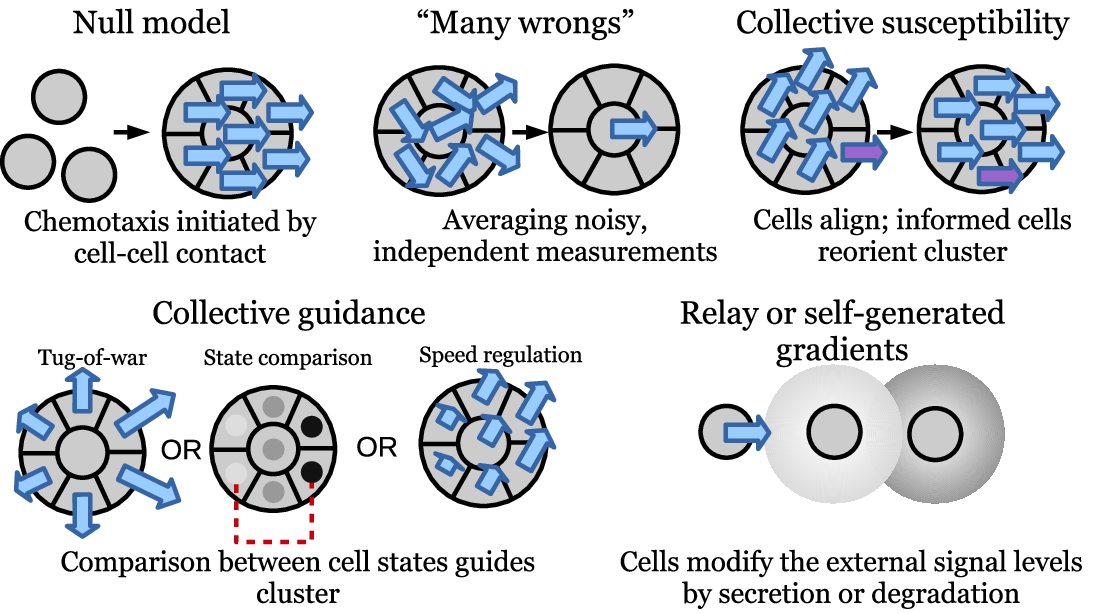 Null model
Chemotaxis initiated by
cell-cell contact
“Many wrongs”
Averaging noisy,
independent measurements
Collective susceptibility
Cells align; informed cells
reorient cluster
Collective guidance
Tug-of-war
State comparison
Speed regulation
OR
OR
Comparison between cell states guides
cluster
Relay or self-generated
gradients
Cells modify the external signal levels
by secretion or degradation